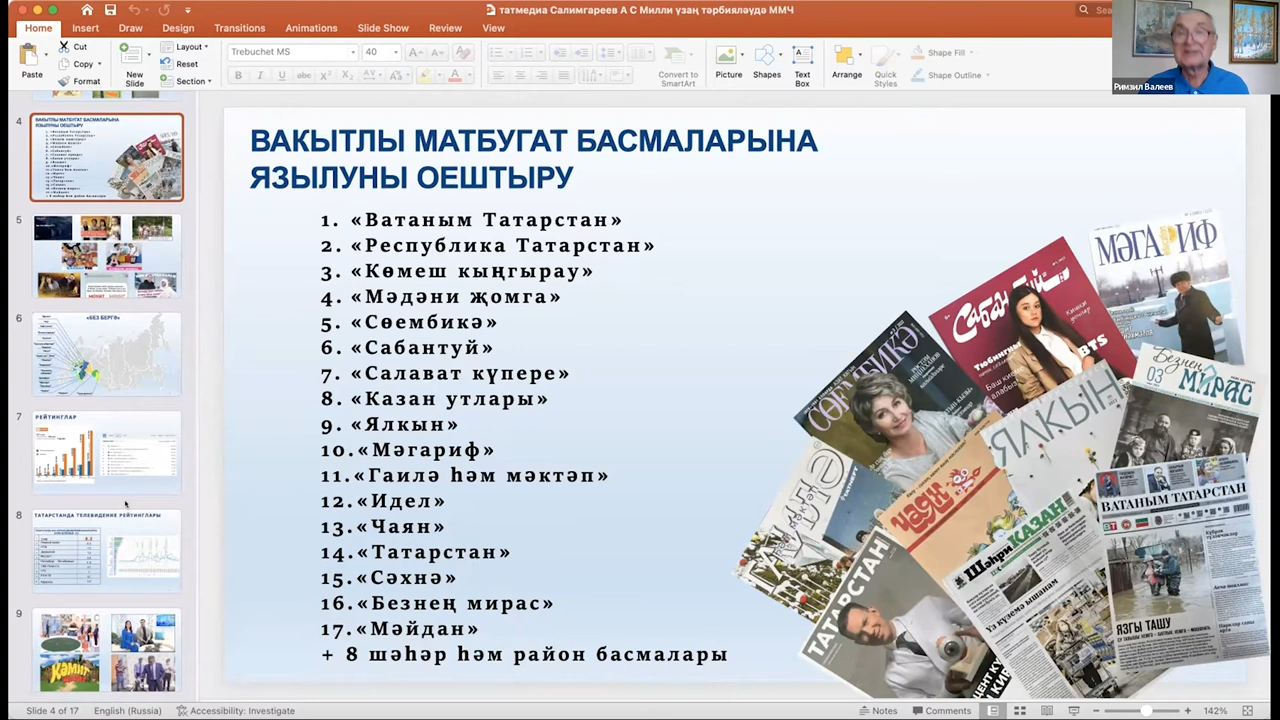 татмедиа Салимгареев А С Милли үзаң тәрбияләүдә ММЧ
Home Insert Draw Design Transitions Animations Slide Show Review View
Paste
Cut
Copy
Format
New Slide
Layout
Reset
Section
Trebuchet MS
40
Convert to SmartArt
Picture
Shapes
Text Box
Arrange
Quick Styles
Shape Fill
Shape Outline
Римзил Валеев
4
5
6
«БЕЗ БЕРГӘ»
7
РЕЙТИНГЛАР
8
ТАТАРСТАНДА ТЕЛЕВИДЕНИЕ РЕЙТИНГЛАРЫ
9
ВАКЫТЛЫ МАТБУГАТ БАСМАЛАРЫНА
ЯЗЫЛУНЫ ОЕШТЫРУ
1. «Ватаным Татарстан»
2. «Республика Татарстан»
3. «Көмеш кыңгырау»
4. «Мәдәни җомга»
5. «Сөембикә»
6. «Сабантуй»
7. «Салават күпере»
8. «Казан утлары»
9. «Ялкын»
10.«Мәгариф»
11.«Гаилә һәм мәктәп»
12. «Идел»
13. «Чаян»
14. «Татарстан»
15. «Сәхнә»
16. «Безнең мирас»
17.«Мәйдан»
+ 8 шәһәр һәм район басмалары
МӘГАРИФ
Сабантуй
BTS
СӨЕМБИКӘ
Безнең МИРАС
03
ЯЛКЫН
ЧАЯН
ВАТАНЫМ ТАТАРСТАН
Шәһри КАЗАН
Үз күземә ышанам
ТАТАРСТАН
ЯЗГЫ ТАШУ
Slide 4 of 17
English (Russia)
Accessibility: Investigate
Notes
Comments
142%